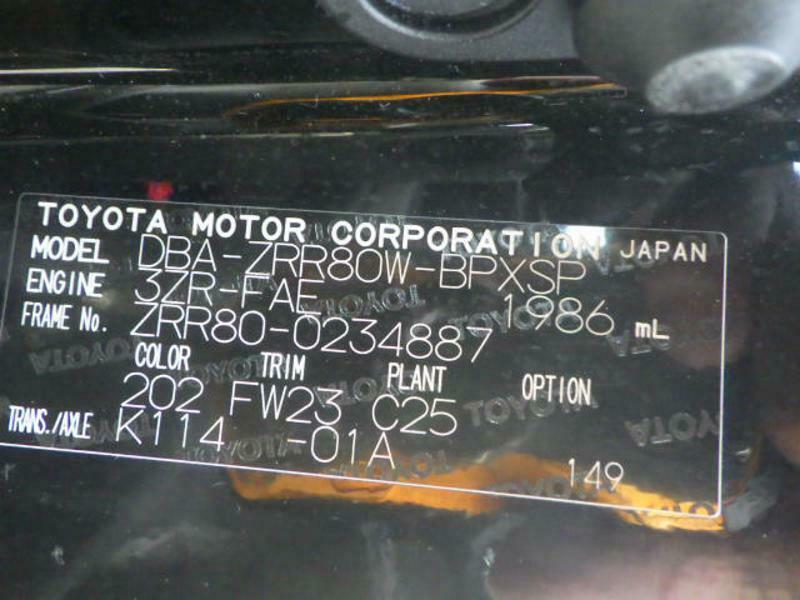 TOYOTA MOTOR CORPORATION JAPAN
MODEL DBA-ZRR80W-BPXSP
ENGINE 3ZR-FAE 1986 mL
FRAME No. ZRR80-0234887
COLOR TRIM PLANT OPTION
202 FW23 C25
TRANS./AXLE K114 -01A 149